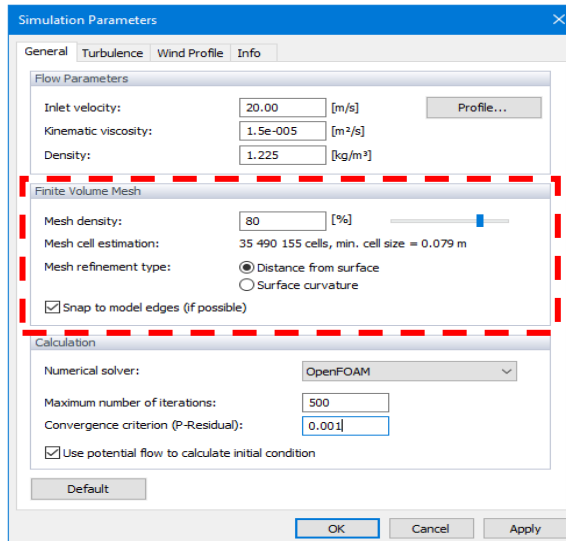 Simulation Parameters
General Turbulence Wind Profile Info
Flow Parameters
Inlet velocity: 20.00 [m/s] Profile...
Kinematic viscosity: 1.5e-005 [m²/s]
Density: 1.225 [kg/m³]
Finite Volume Mesh
Mesh density: 80 [%]
Mesh cell estimation: 35 490 155 cells, min. cell size = 0.079 m
Mesh refinement type: Distance from surface
Surface curvature
Snap to model edges (if possible)
Calculation
Numerical solver: OpenFOAM
Maximum number of iterations: 500
Convergence criterion (P-Residual): 0.001
Use potential flow to calculate initial condition
Default
OK Cancel Apply